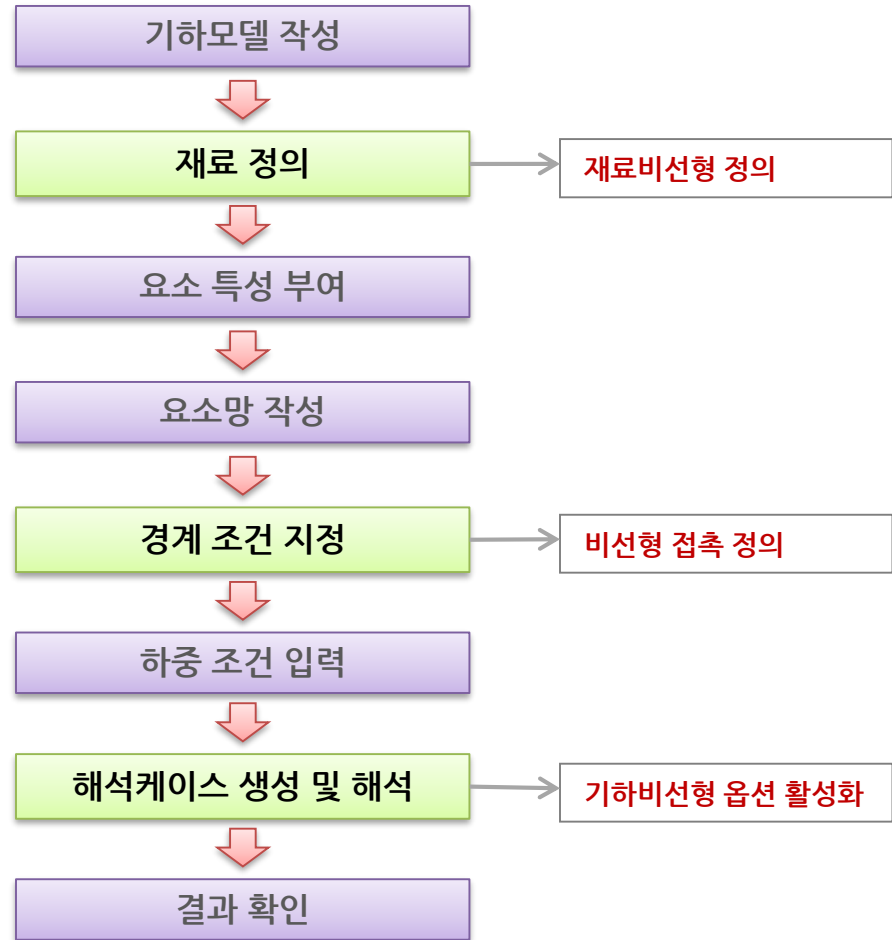 기하모델 작성
재료 정의
재료비선형 정의
요소 특성 부여
요소망 작성
경계 조건 지정
비선형 접촉 정의
하중 조건 입력
해석케이스 생성 및 해석
기하비선형 옵션 활성화
결과 확인